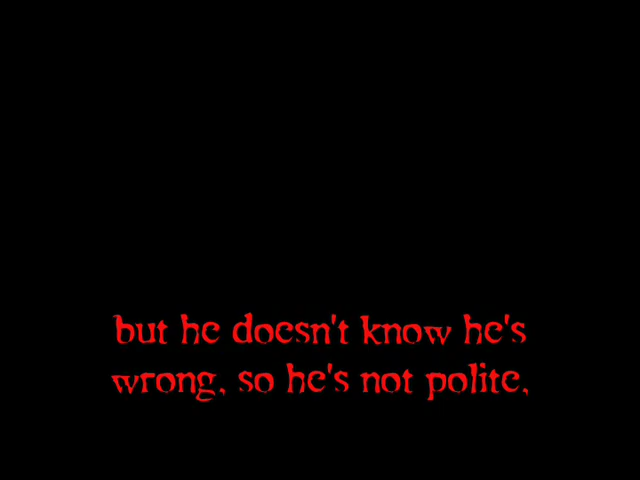 but he doesn't know he's
wrong, so he's not polite,